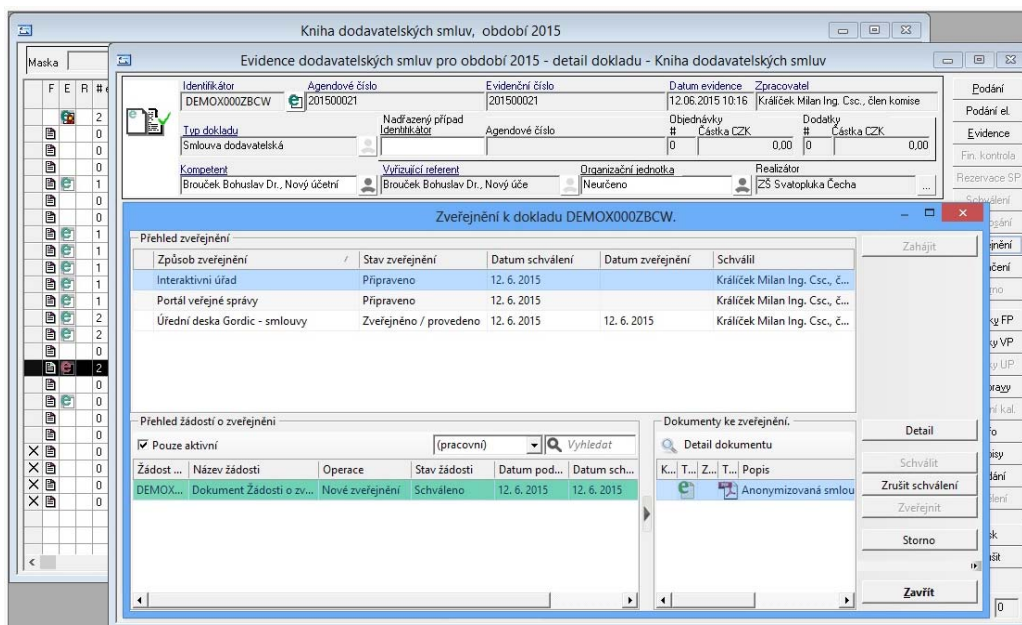 Kniha dodavatelských smluv, období 2015
Maska
F E R #
Evidence dodavatelských smluv pro období 2015 - detail dokladu - Kniha dodavatelských smluv
Identifikátor Agendové číslo Evidenční číslo Datum evidence Zpracovatel
DEMOX000ZBCW 201500021 201500021 12.06.2015 10:16 Králíček Milan Ing. Csc., člen komise
Nadřazený případ Objednávky Dodatky
Typ dokladu Identifikátor Agendové číslo # Částka CZK # Částka CZK
Smlouva dodavatelská 0 0,00 0 0,00
Kompetent Vyřizující referent Organizační jednotka Realizátor
Brouček Bohuslav Dr., Nový účetní Brouček Bohuslav Dr., Nový úče Neurčeno ZŠ Svatopluka Čecha ...
Podání
Podání el.
Evidence
Fin. kontrola
Rezervace SP
Schválení
Zveřejnění k dokladu DEMOX000ZBCW.
Přehled zveřejnění
Způsob zveřejnění Stav zveřejnění Datum schválení Datum zveřejnění Schválil
Interaktivni úřad Připraveno 12. 6. 2015 Králíček Milan Ing. Csc., č...
Portál veřejné správy Připraveno 12. 6. 2015 Králíček Milan Ing. Csc., č...
Úřední deska Gordic - smlouvy Zveřejněno / provedeno 12. 6. 2015 12. 6. 2015 Králíček Milan Ing. Csc., č...
Přehled žádostí o zveřejněni
Pouze aktivní (pracovní) Vyhledat
Žádost ... Název žádosti Operace Stav žádosti Datum pod... Datum sch...
DEMOX... Dokument Žádosti o zv... Nové zveřejnění Schváleno 12. 6. 2015 12. 6. 2015
Dokumenty ke zveřejnění.
Detail dokumentu
K... T... Z... T... Popis
Anonymizovaná smlou
Zahájit
Detail
Schválit
Zrušit schválení
Zveřejnit
Storno
Zavřít
0